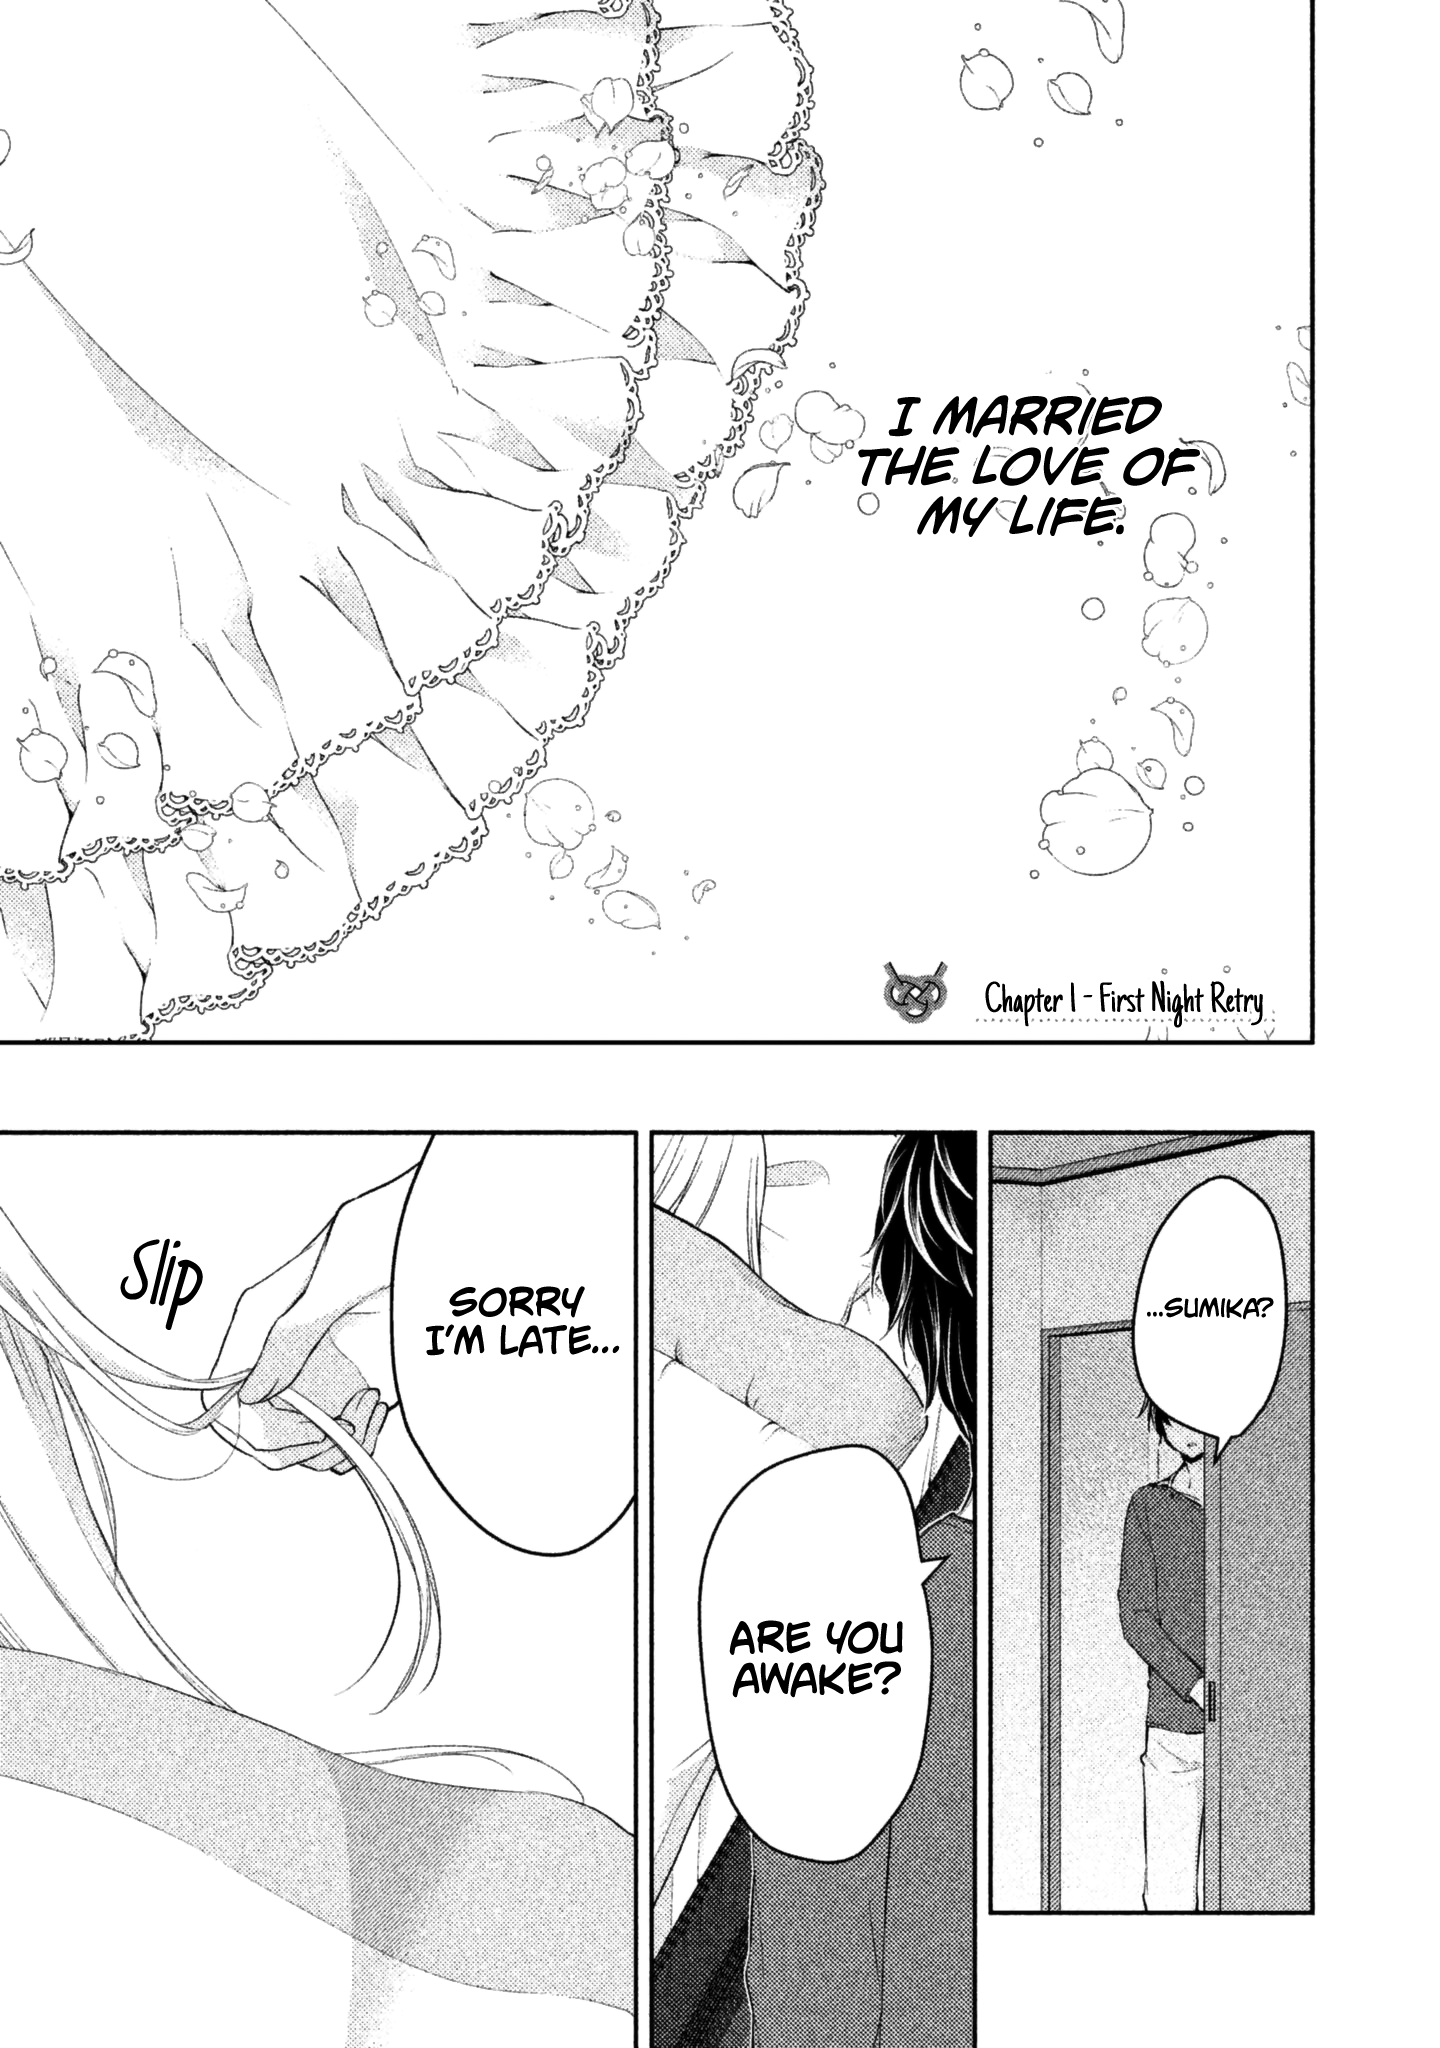 I MARRIED
THE LOVE OF
MY LIFE.
Chapter 1 - First Night Retry
...SUMIKA?
ARE YOU
AWAKE?
SORRY
I'M LATE...
Slip